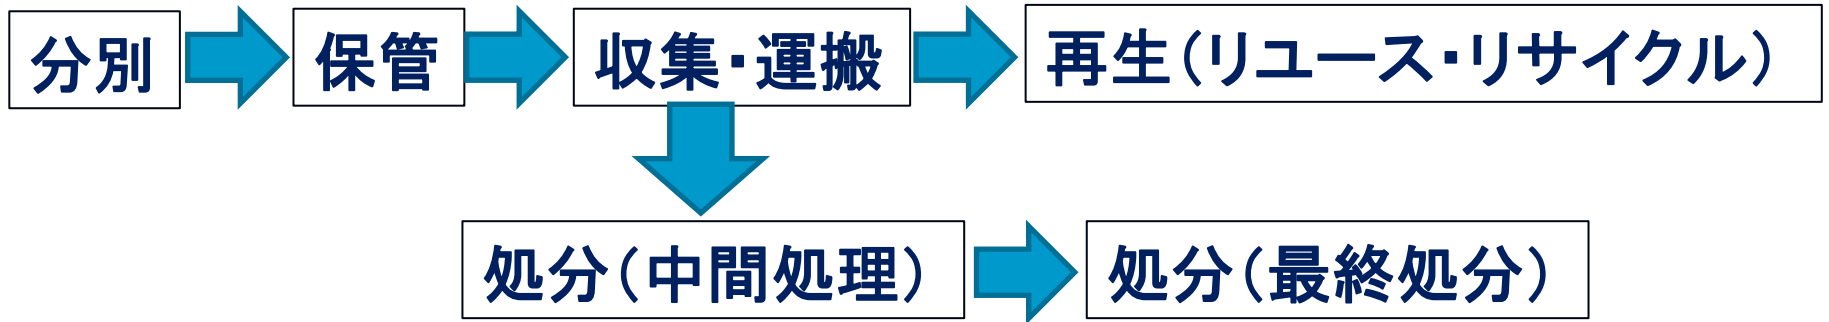 分別
保管
収集・運搬
再生（リユース・リサイクル）
処分（中間処理）
処分（最終処分）